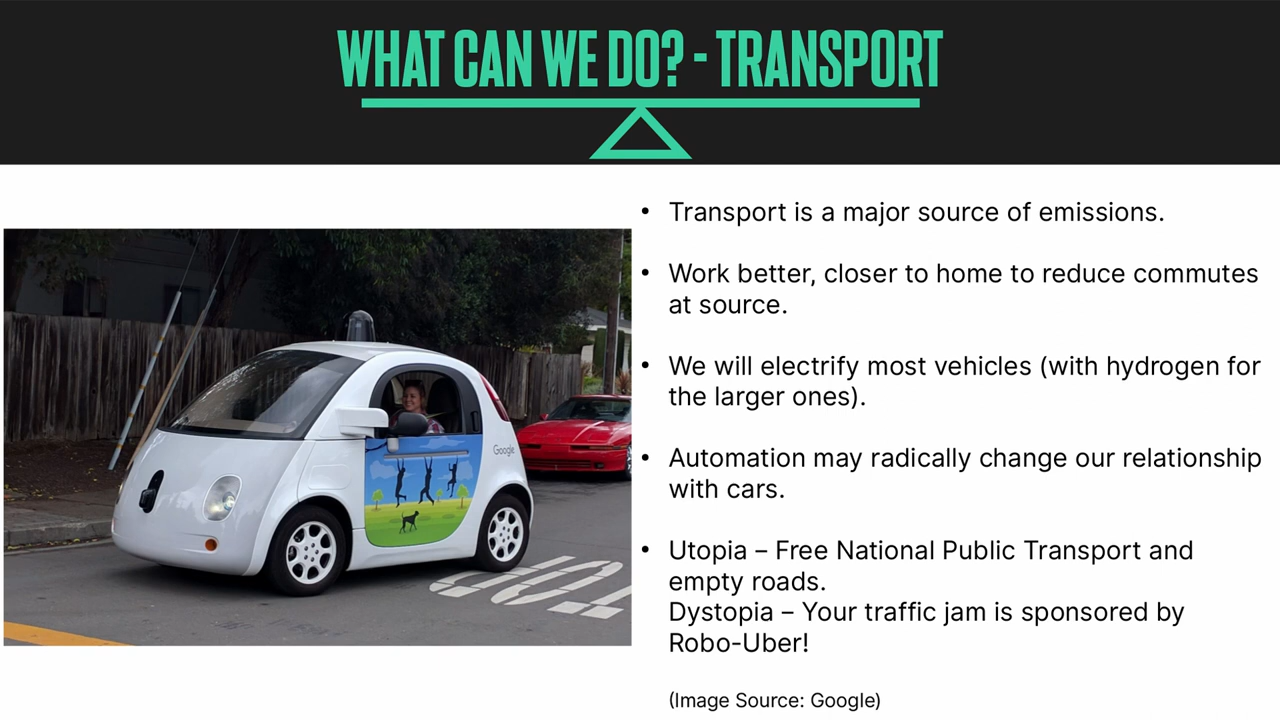 WHAT CAN WE DO? - TRANSPORT
Google
• Transport is a major source of emissions.
• Work better, closer to home to reduce commutes
at source.
• We will electrify most vehicles (with hydrogen for
the larger ones).
• Automation may radically change our relationship
with cars.
• Utopia – Free National Public Transport and
empty roads.
Dystopia – Your traffic jam is sponsored by
Robo-Uber!
(Image Source: Google)